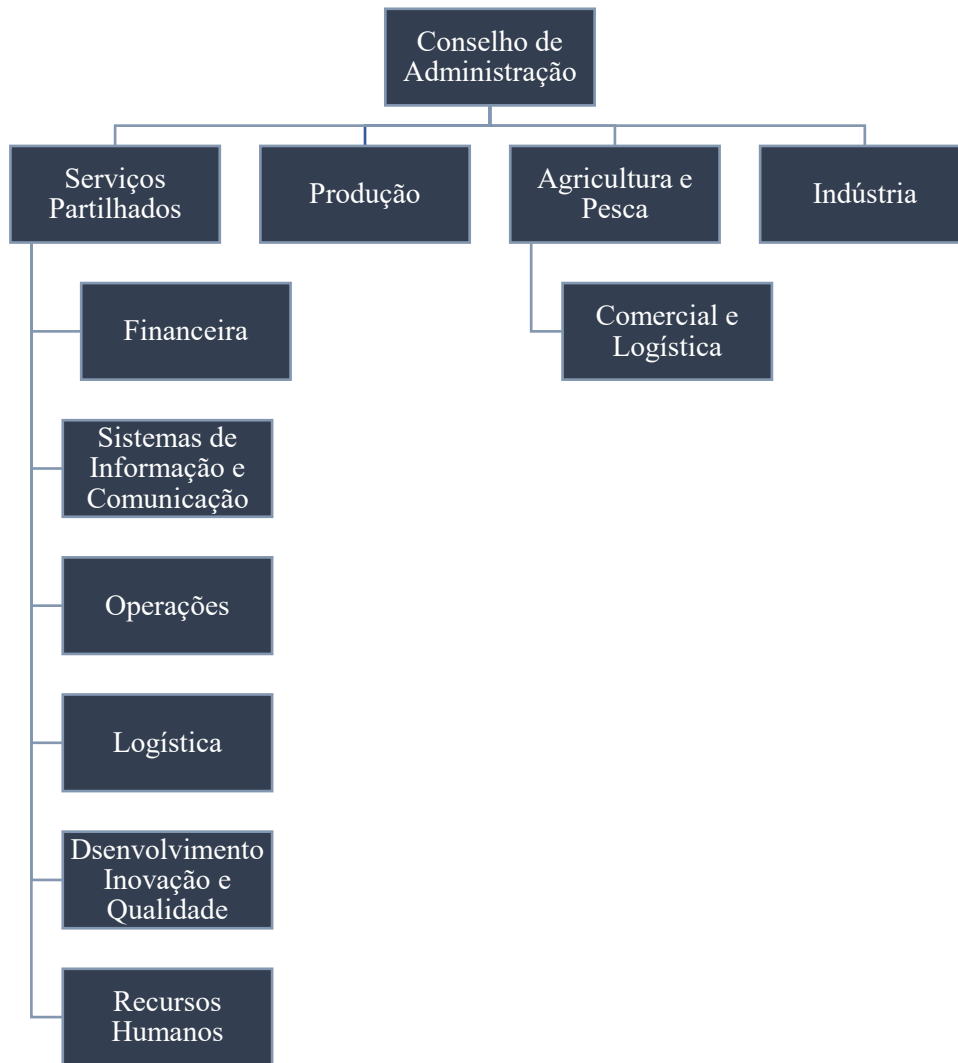 Conselho de
Administração
Serviços
Partilhados
Produção
Agricultura e
Pesca
Indústria
Financeira
Comercial e
Logística
Sistemas de
Informação e
Comunicação
Operações
Logística
Dsenvolvimento
Inovação e
Qualidade
Recursos
Humanos